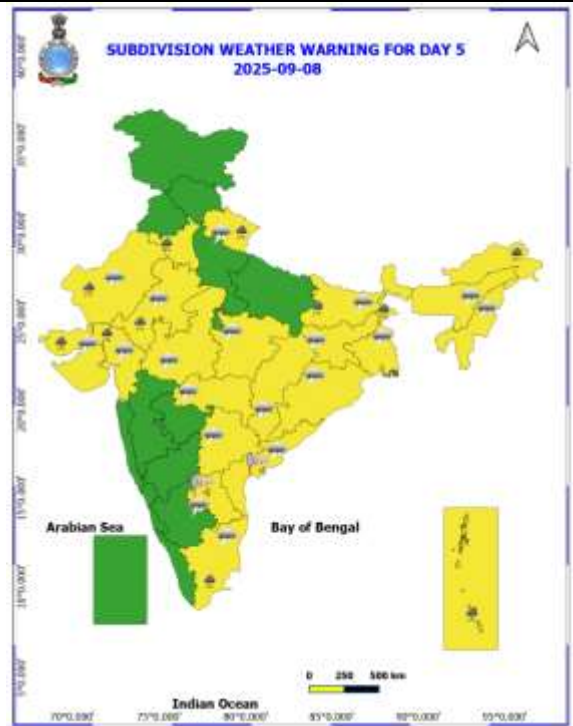 SUBDIVISION WEATHER WARNING FOR DAY 5
2025-09-08
Arabian Sea
Bay of Bengal
0 250 500 km
Indian Ocean
70°0.000' 75°0.000' 80°0.000' 85°0.000' 90°0.000' 95°0.000'